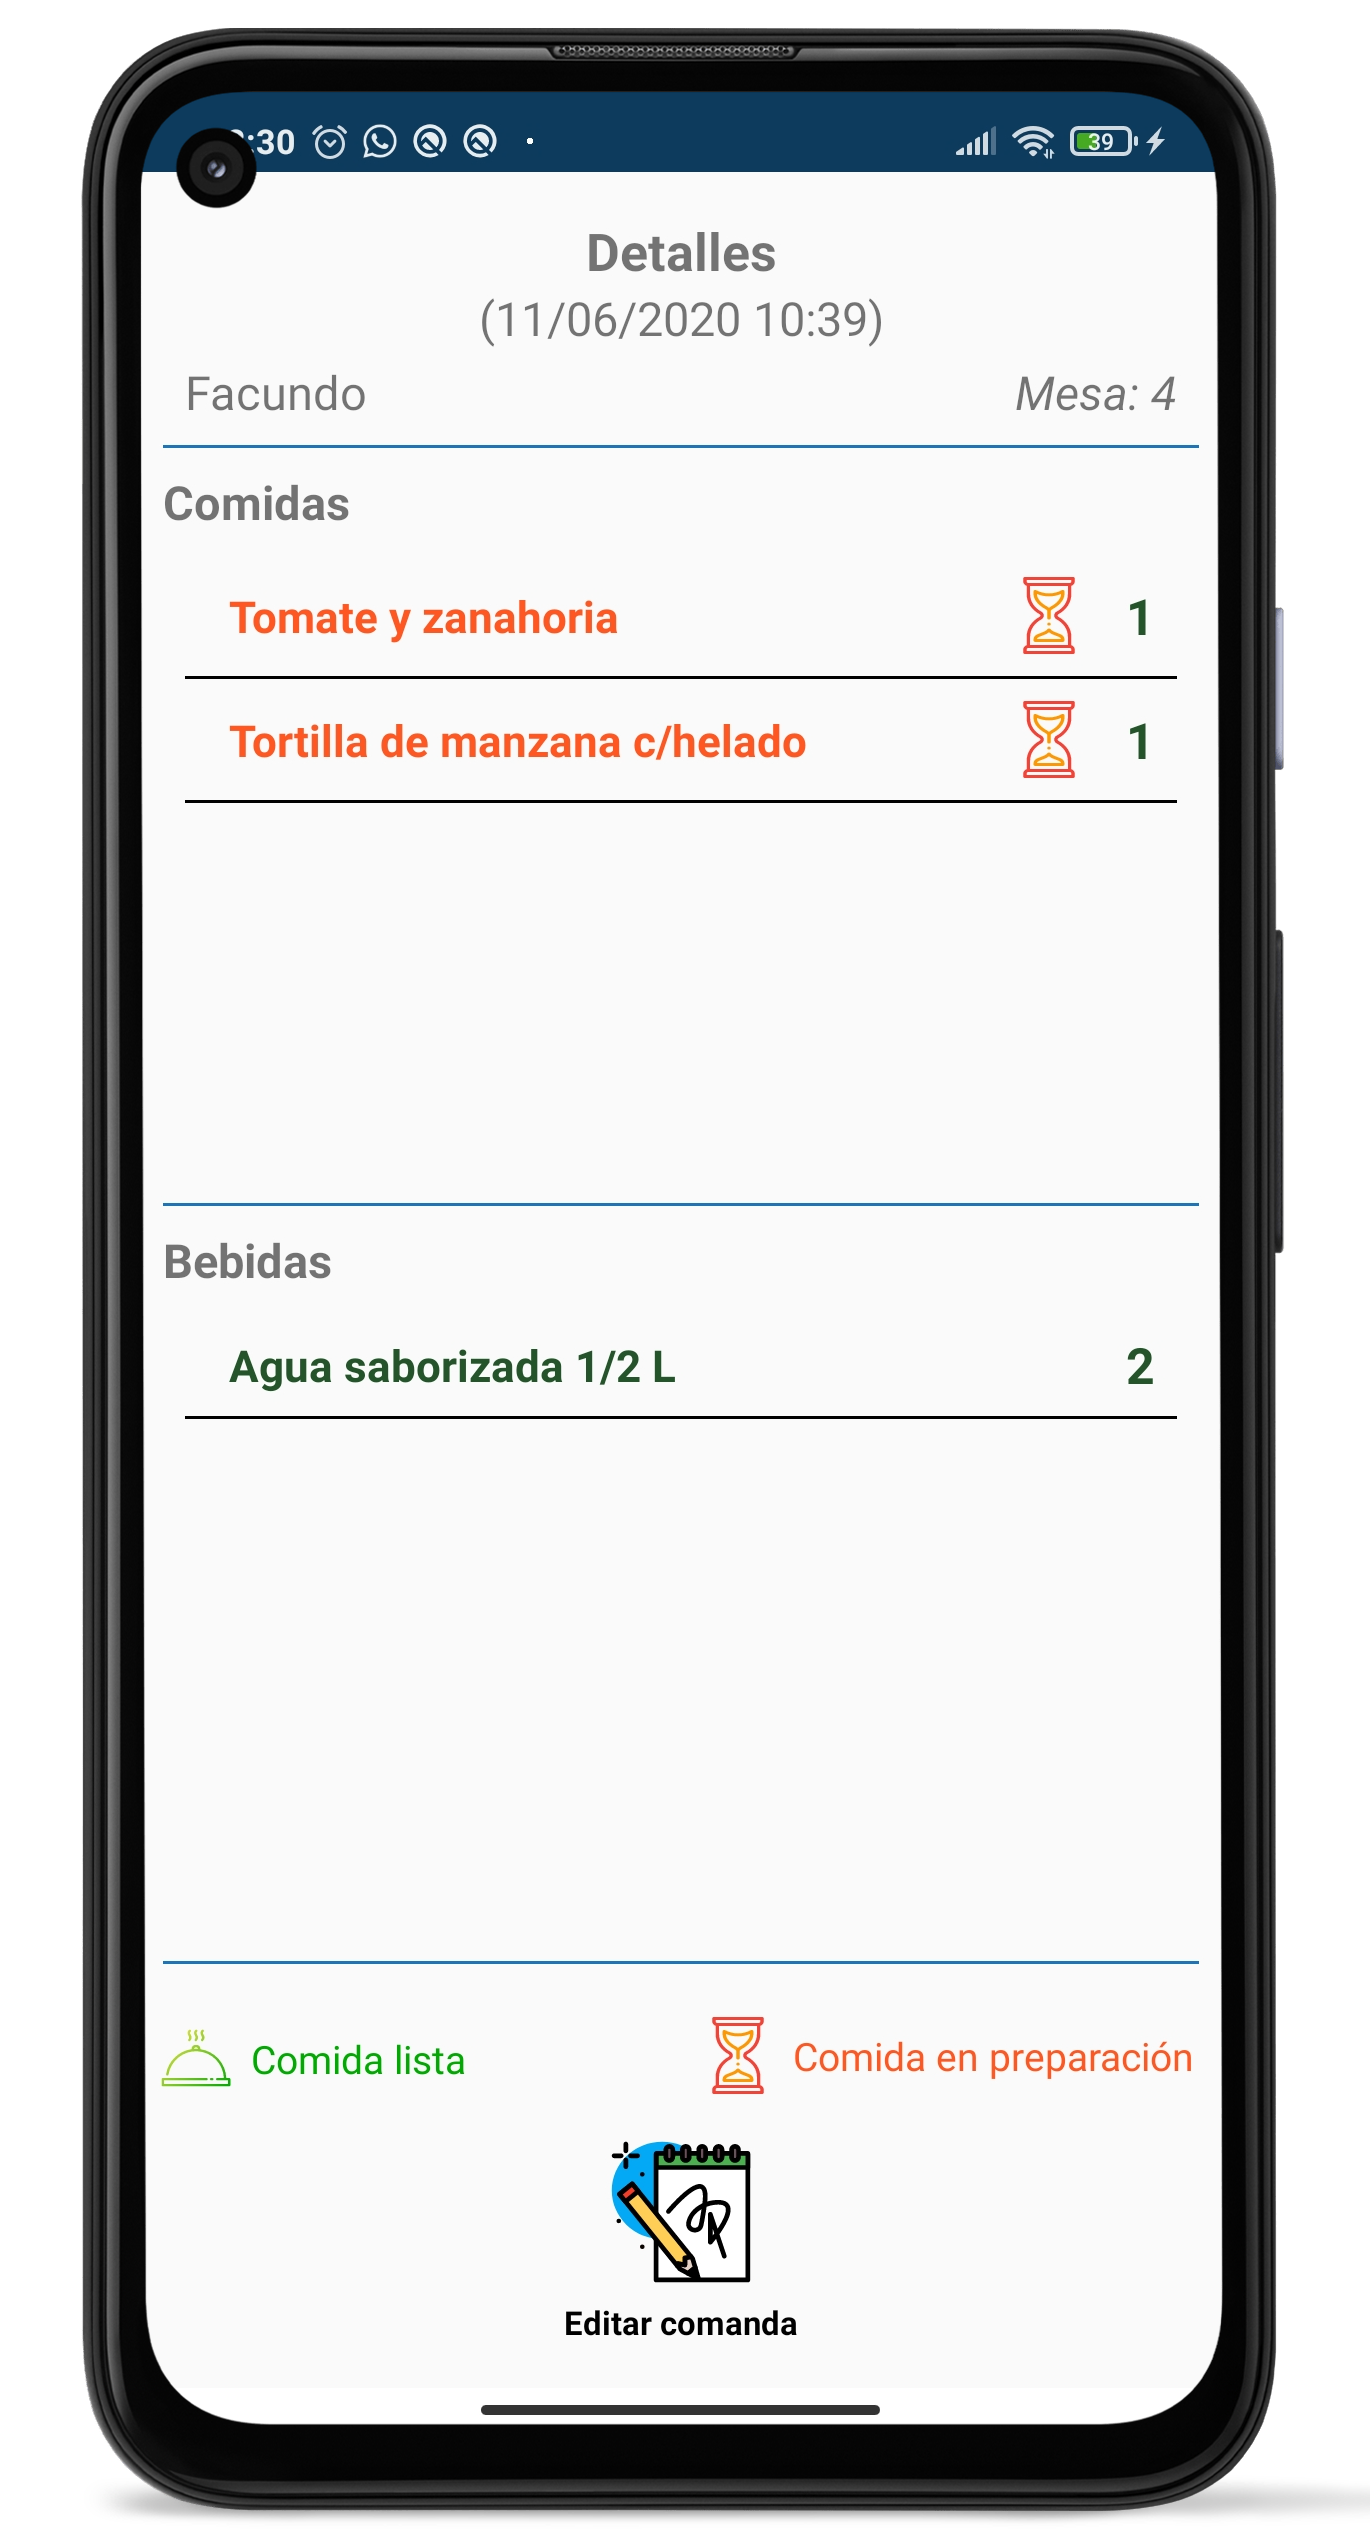 :30 39
Detalles
(11/06/2020 10:39)
Facundo Mesa: 4
Comidas
Tomate y zanahoria 1
Tortilla de manzana c/helado 1
Bebidas
Agua saborizada 1/2 L 2
Comida lista Comida en preparación
Editar comanda